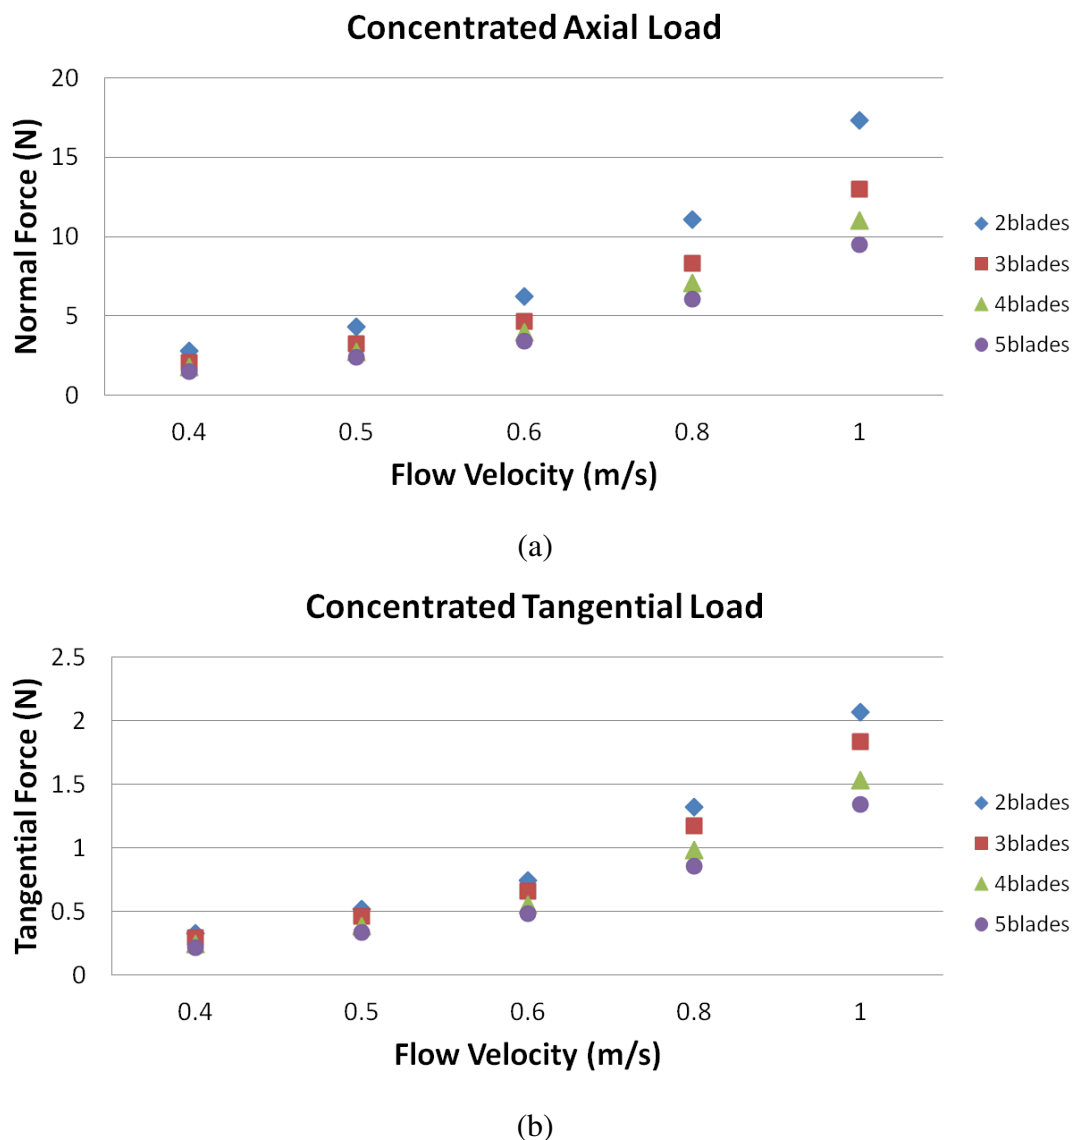 Concentrated Axial Load
Normal Force (N)
20
15
10
5
0
0.4 0.5 0.6 0.8 1
Flow Velocity (m/s)
2blades
3blades
4blades
5blades
(a)
Concentrated Tangential Load
Tangential Force (N)
2.5
2
1.5
1
0.5
0
0.4 0.5 0.6 0.8 1
Flow Velocity (m/s)
2blades
3blades
4blades
5blades
(b)